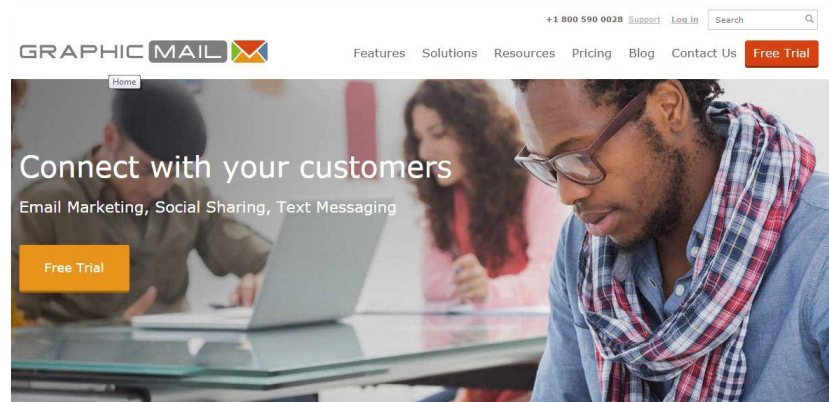 +1 800 590 0028 Support Log in Search
GRAPHIC MAIL
Features Solutions Resources Pricing Blog Contact Us Free Trial
Home
Connect with your customers
Email Marketing, Social Sharing, Text Messaging
Free Trial